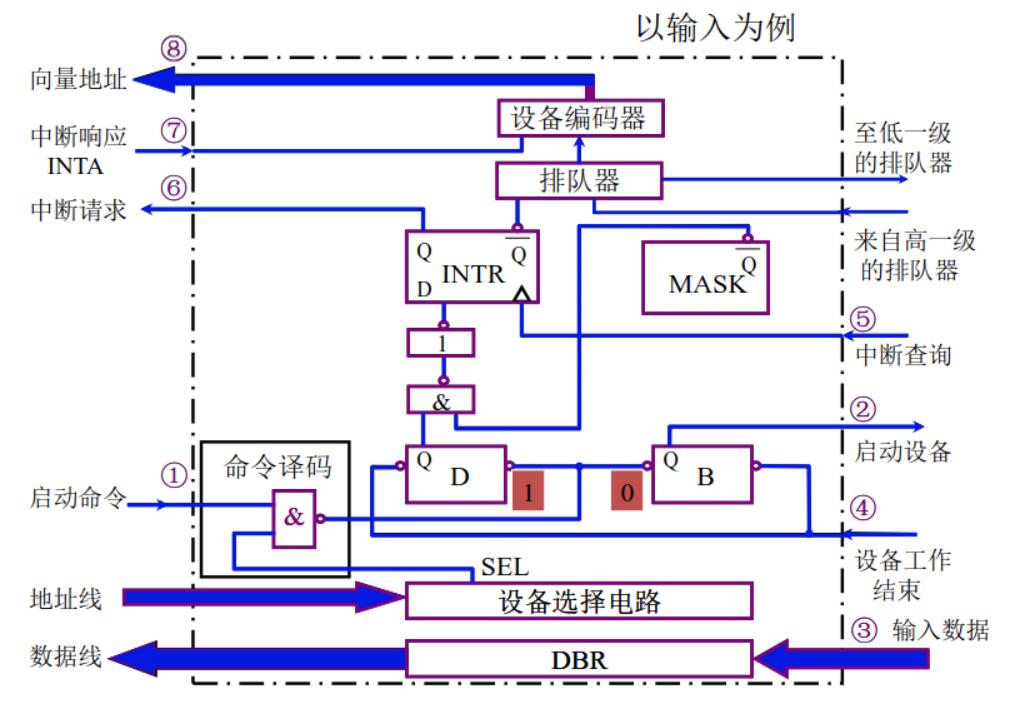 以输入为例
⑧
向量地址
设备编码器
中断响应
INTA
⑦
至低一级
的排队器
排队器
⑥
中断请求
来自高一级
的排队器
Q
Q
D
INTR
Q
MASK
1
⑤
中断查询
&
②
启动设备
Q
D
1
0
Q
B
命令译码
①
启动命令
&
④
设备工作
结束
SEL
地址线
设备选择电路
③ 输入数据
数据线
DBR